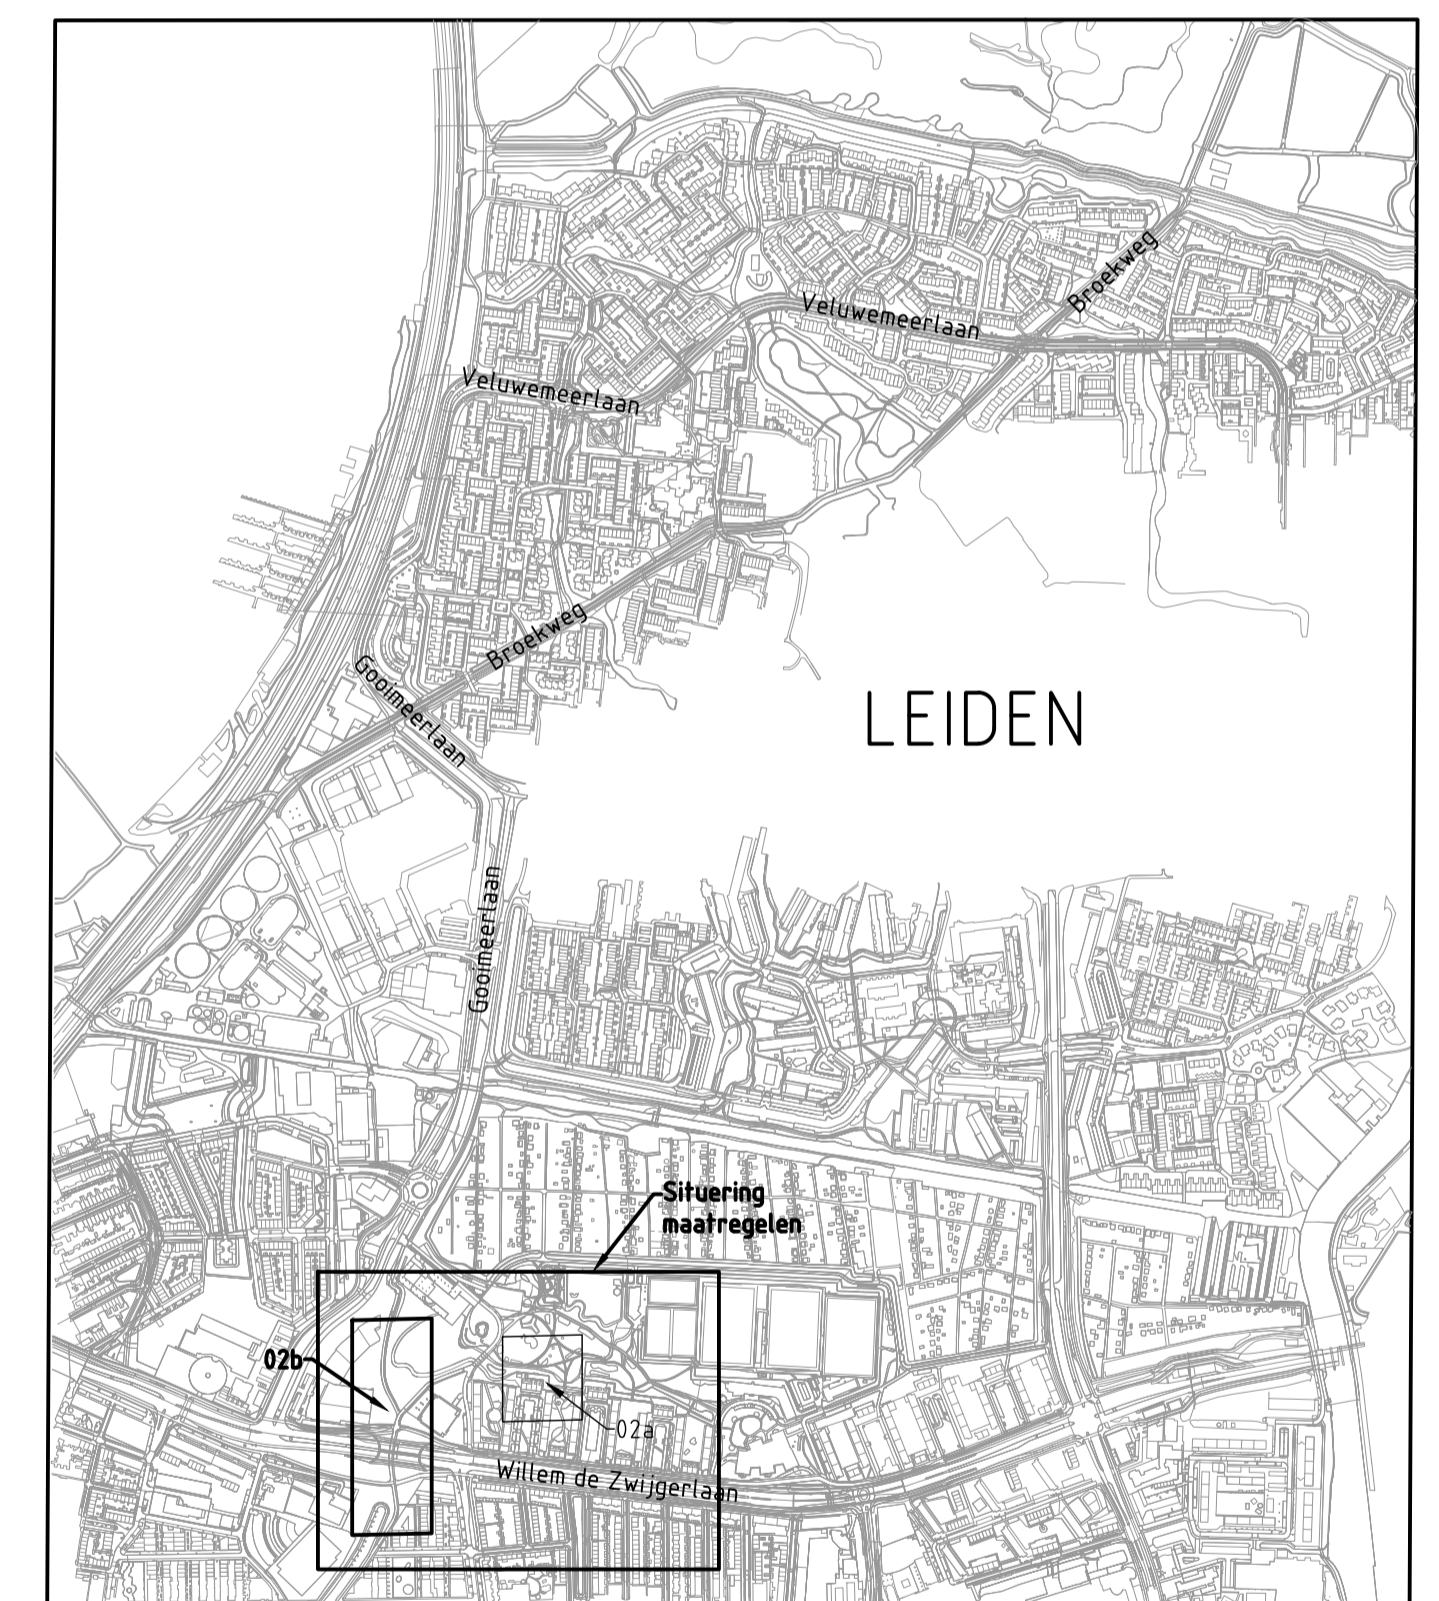 Broekweg
Veluwemeerlaan
Veluwemeerlaan
Broekweg
Gooimeerlaan
LEIDEN
Gooimeerlaan
Situering
maatregelen
02b
02a
Willem de Zwijgerlaan